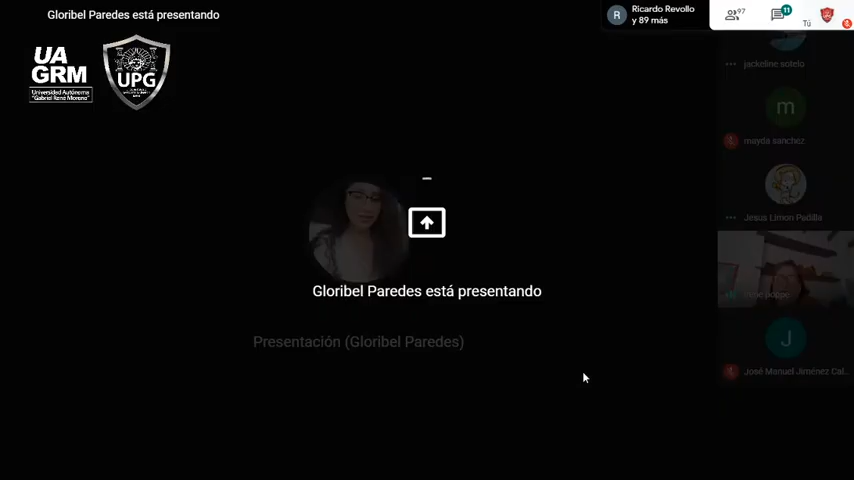 Gloribel Paredes está presentando
R
Ricardo Revollo
y 89 más
97
11
Tú
UA
GRM
Universidad Autónoma
"Gabriel René Moreno"
UPG
jackeline sotelo
m
mayda sanchez
Jesus Limon Padilla
Gloribel Paredes está presentando
Presentación (Gloribel Paredes)
J
José Manuel Jiménez Cal...